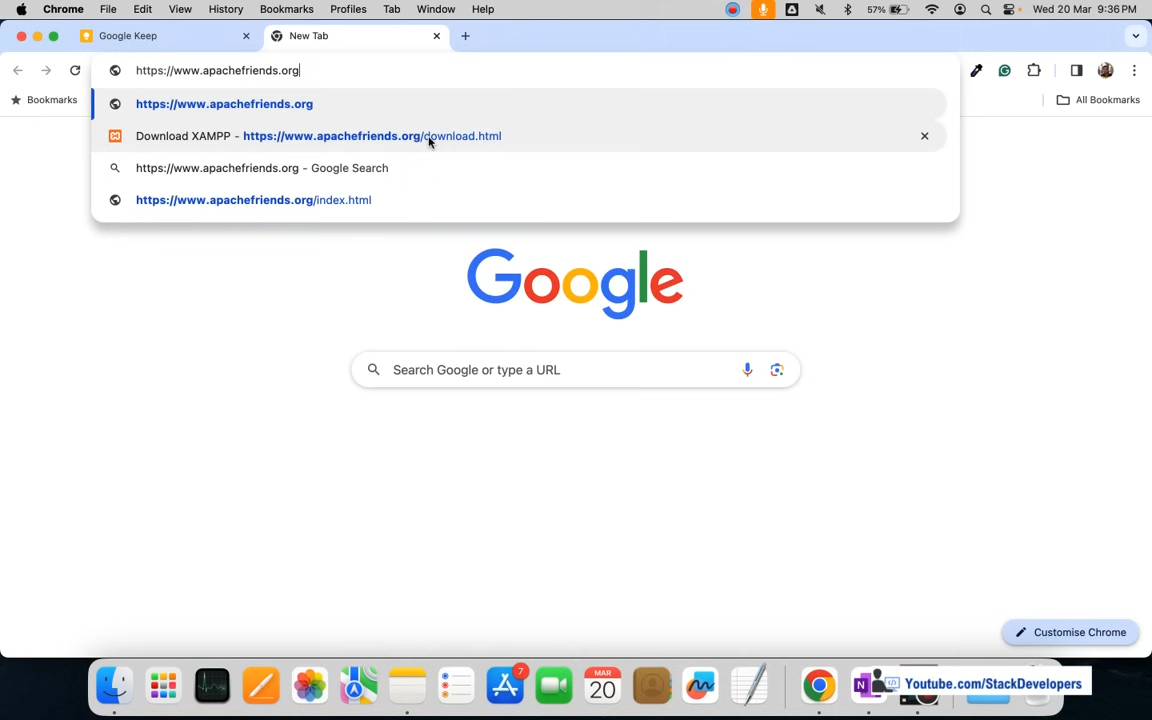 Chrome File Edit View History Bookmarks Profiles Tab Window Help 57% Wed 20 Mar 9:36 PM
Google Keep New Tab
https://www.apachefriends.org
Bookmarks All Bookmarks
https://www.apachefriends.org
Download XAMPP - https://www.apachefriends.org/download.html
https://www.apachefriends.org - Google Search
https://www.apachefriends.org/index.html
Google
Search Google or type a URL
Customise Chrome
7
MAR
20
N
Youtube.com/StackDevelopers